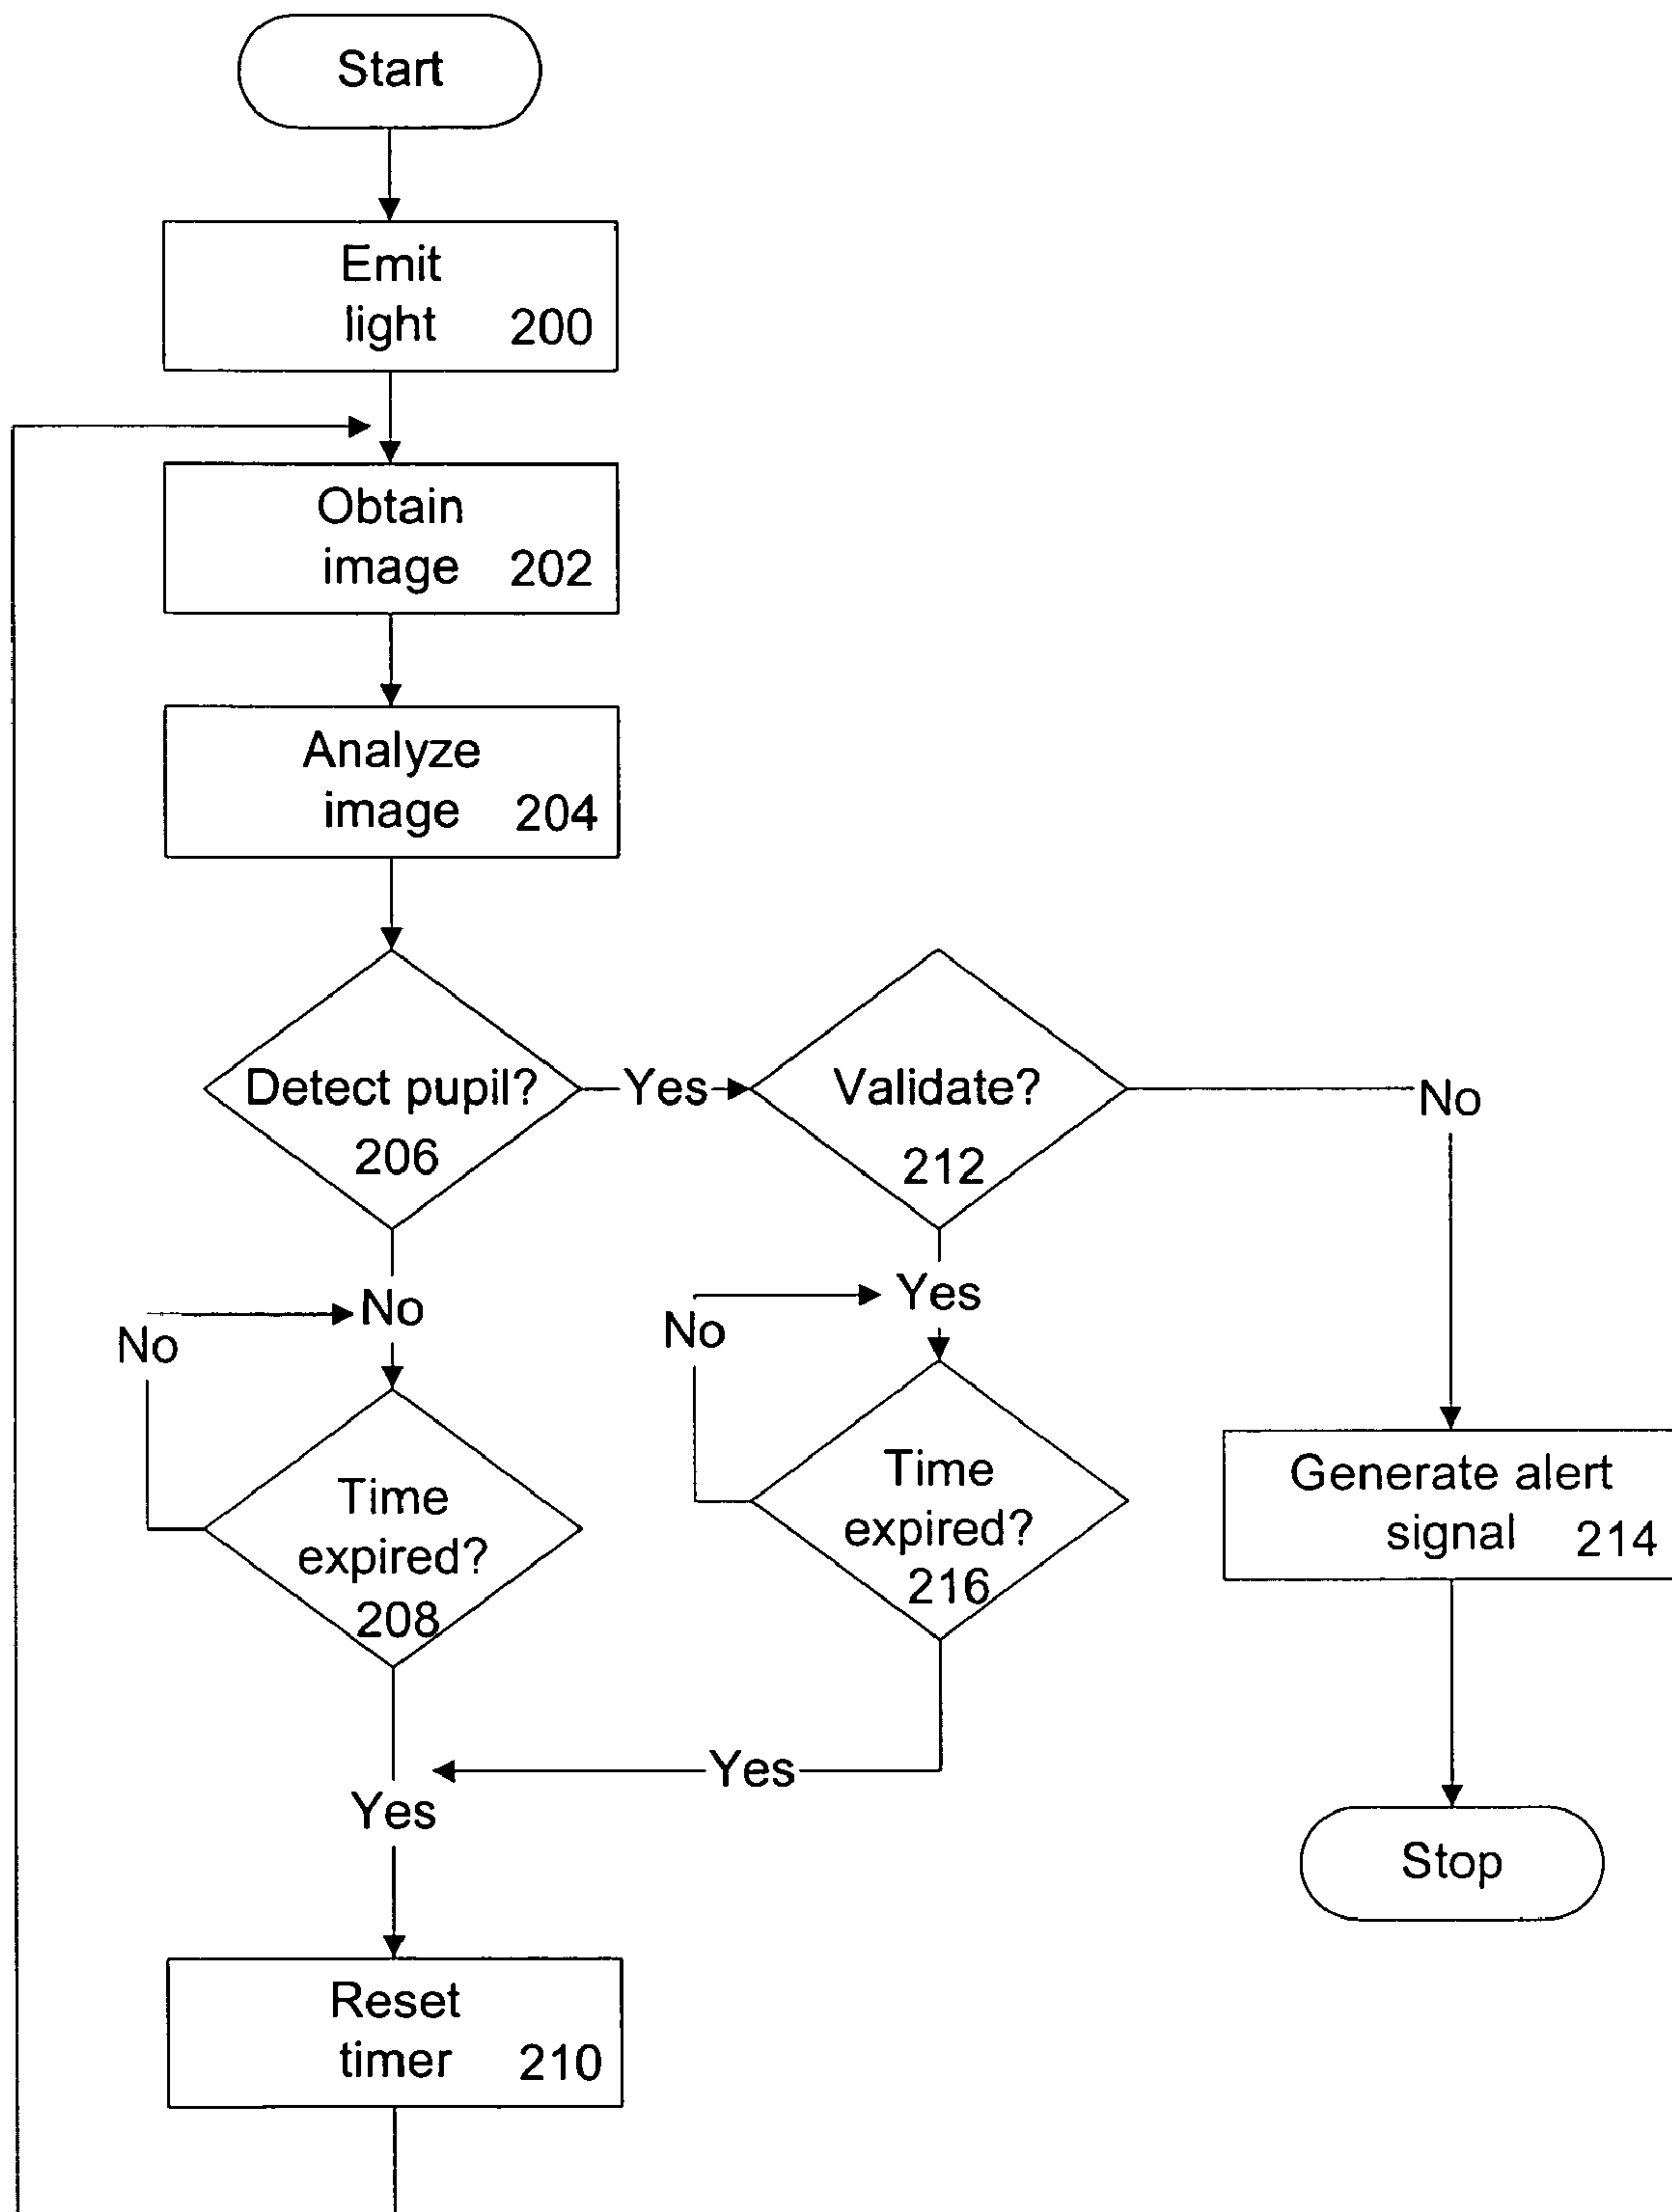 Start
Emit
light 200
Obtain
image 202
Analyze
image 204
Detect pupil?
206
Yes
Validate?
212
No
No
Yes
No
No
Time
expired?
208
Time
expired?
216
Generate alert
signal 214
Yes
Yes
Stop
Reset
timer 210